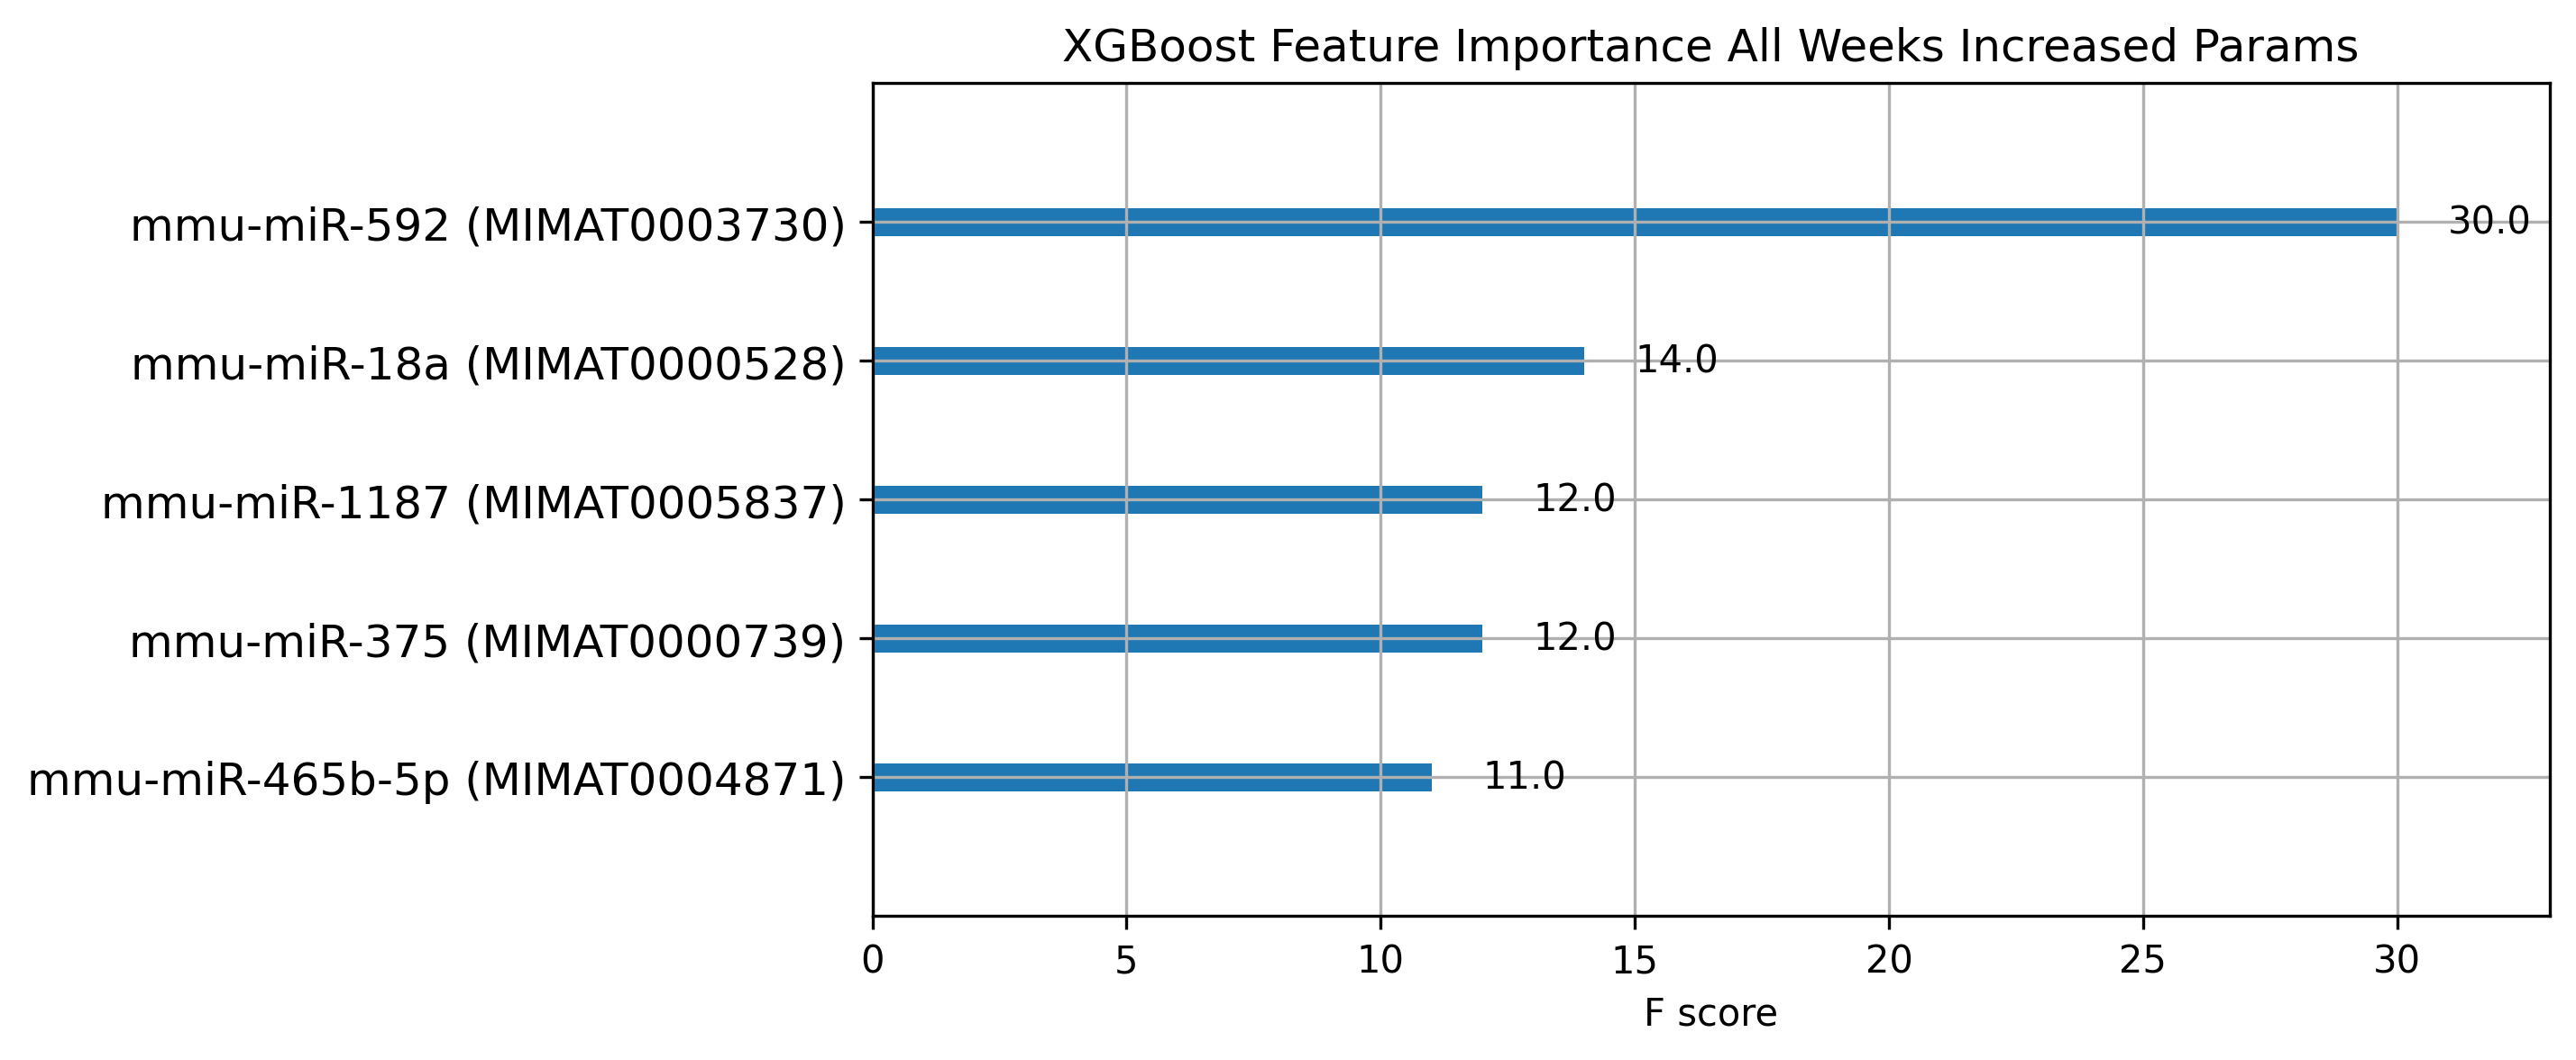 XGBoost Feature Importance All Weeks Increased Params
mmu-miR-592 (MIMAT0003730)
30.0
mmu-miR-18a (MIMAT0000528)
14.0
mmu-miR-1187 (MIMAT0005837)
12.0
mmu-miR-375 (MIMAT0000739)
12.0
mmu-miR-465b-5p (MIMAT0004871)
11.0
0 5 10 15 20 25 30
F score